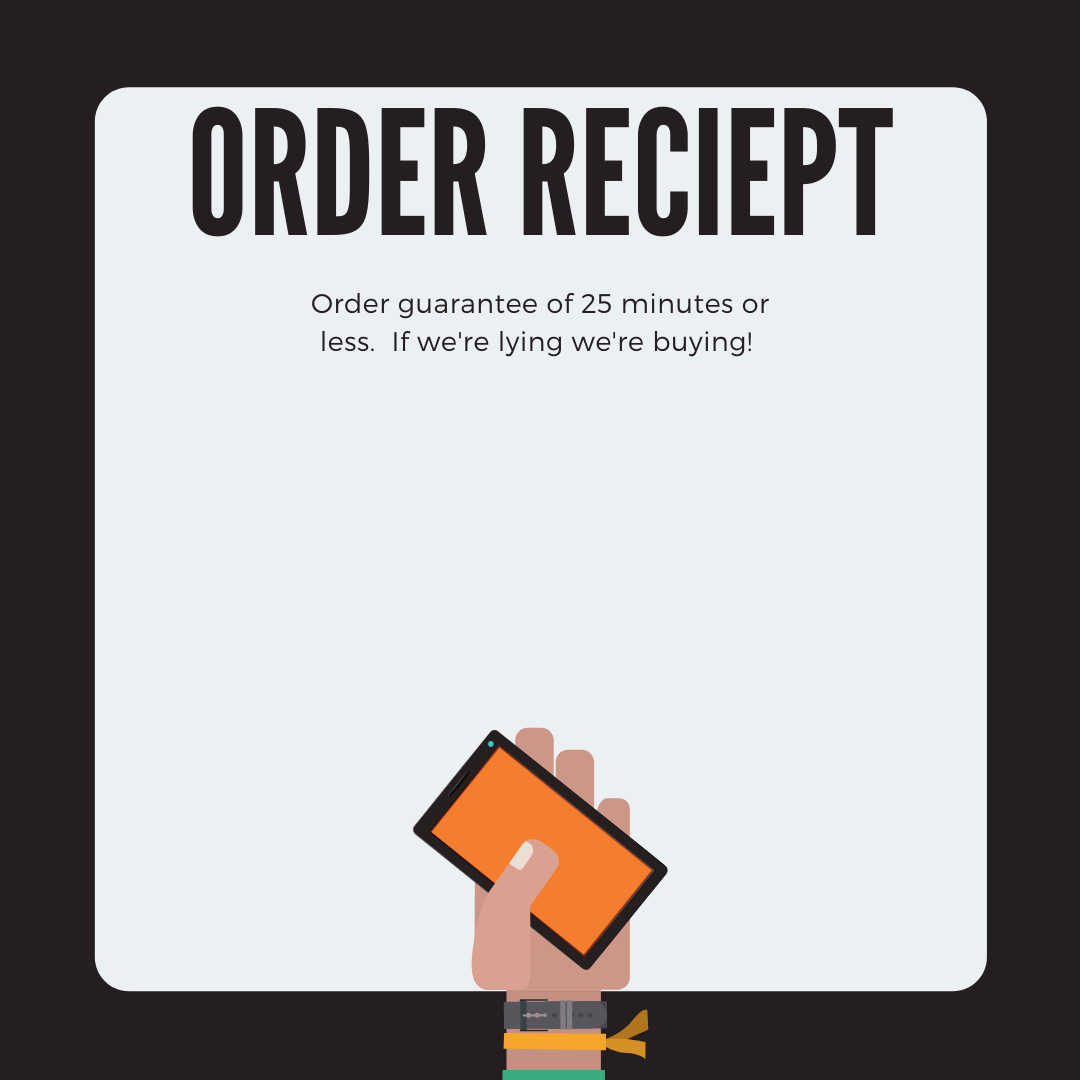 ORDER RECIEPT
Order guarantee of 25 minutes or
less.  If we're lying we're buying!